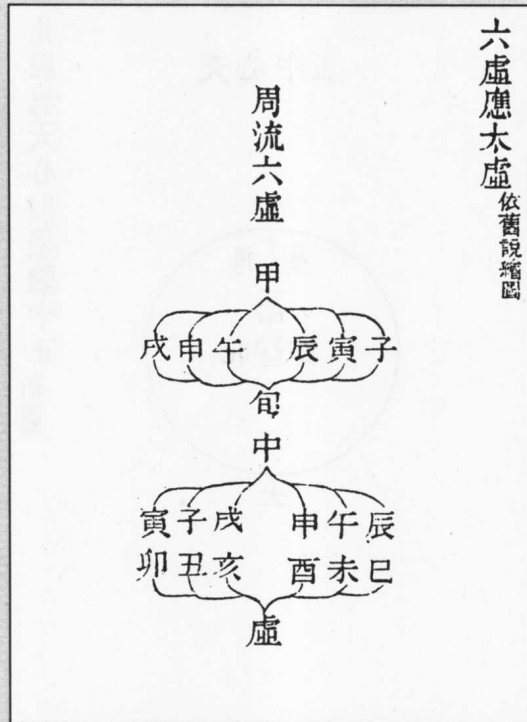 六虛應太虛
依舊說繪圖
周流六虛
甲
子寅辰午申戌
旬
中
辰午申戌子寅
巳未酉亥丑卯
虛